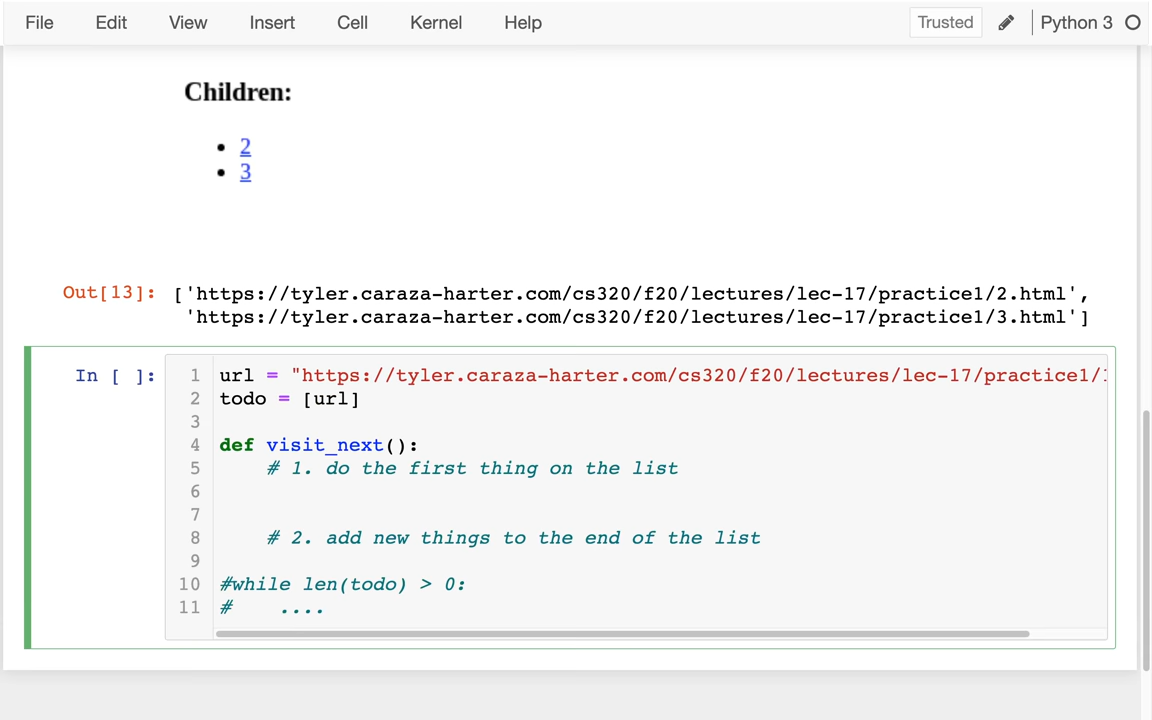 File Edit View Insert Cell Kernel Help Trusted Python 3
Children:
• 2
• 3
Out[13]: ['https://tyler.caraza-harter.com/cs320/f20/lectures/lec-17/practice1/2.html',
'https://tyler.caraza-harter.com/cs320/f20/lectures/lec-17/practice1/3.html']
In [ ]: 1 url = "https://tyler.caraza-harter.com/cs320/f20/lectures/lec-17/practice1/
2 todo = [url]
3
4 def visit_next():
5 # 1. do the first thing on the list
6
7
8 # 2. add new things to the end of the list
9
10 #while len(todo) > 0:
11 # ....